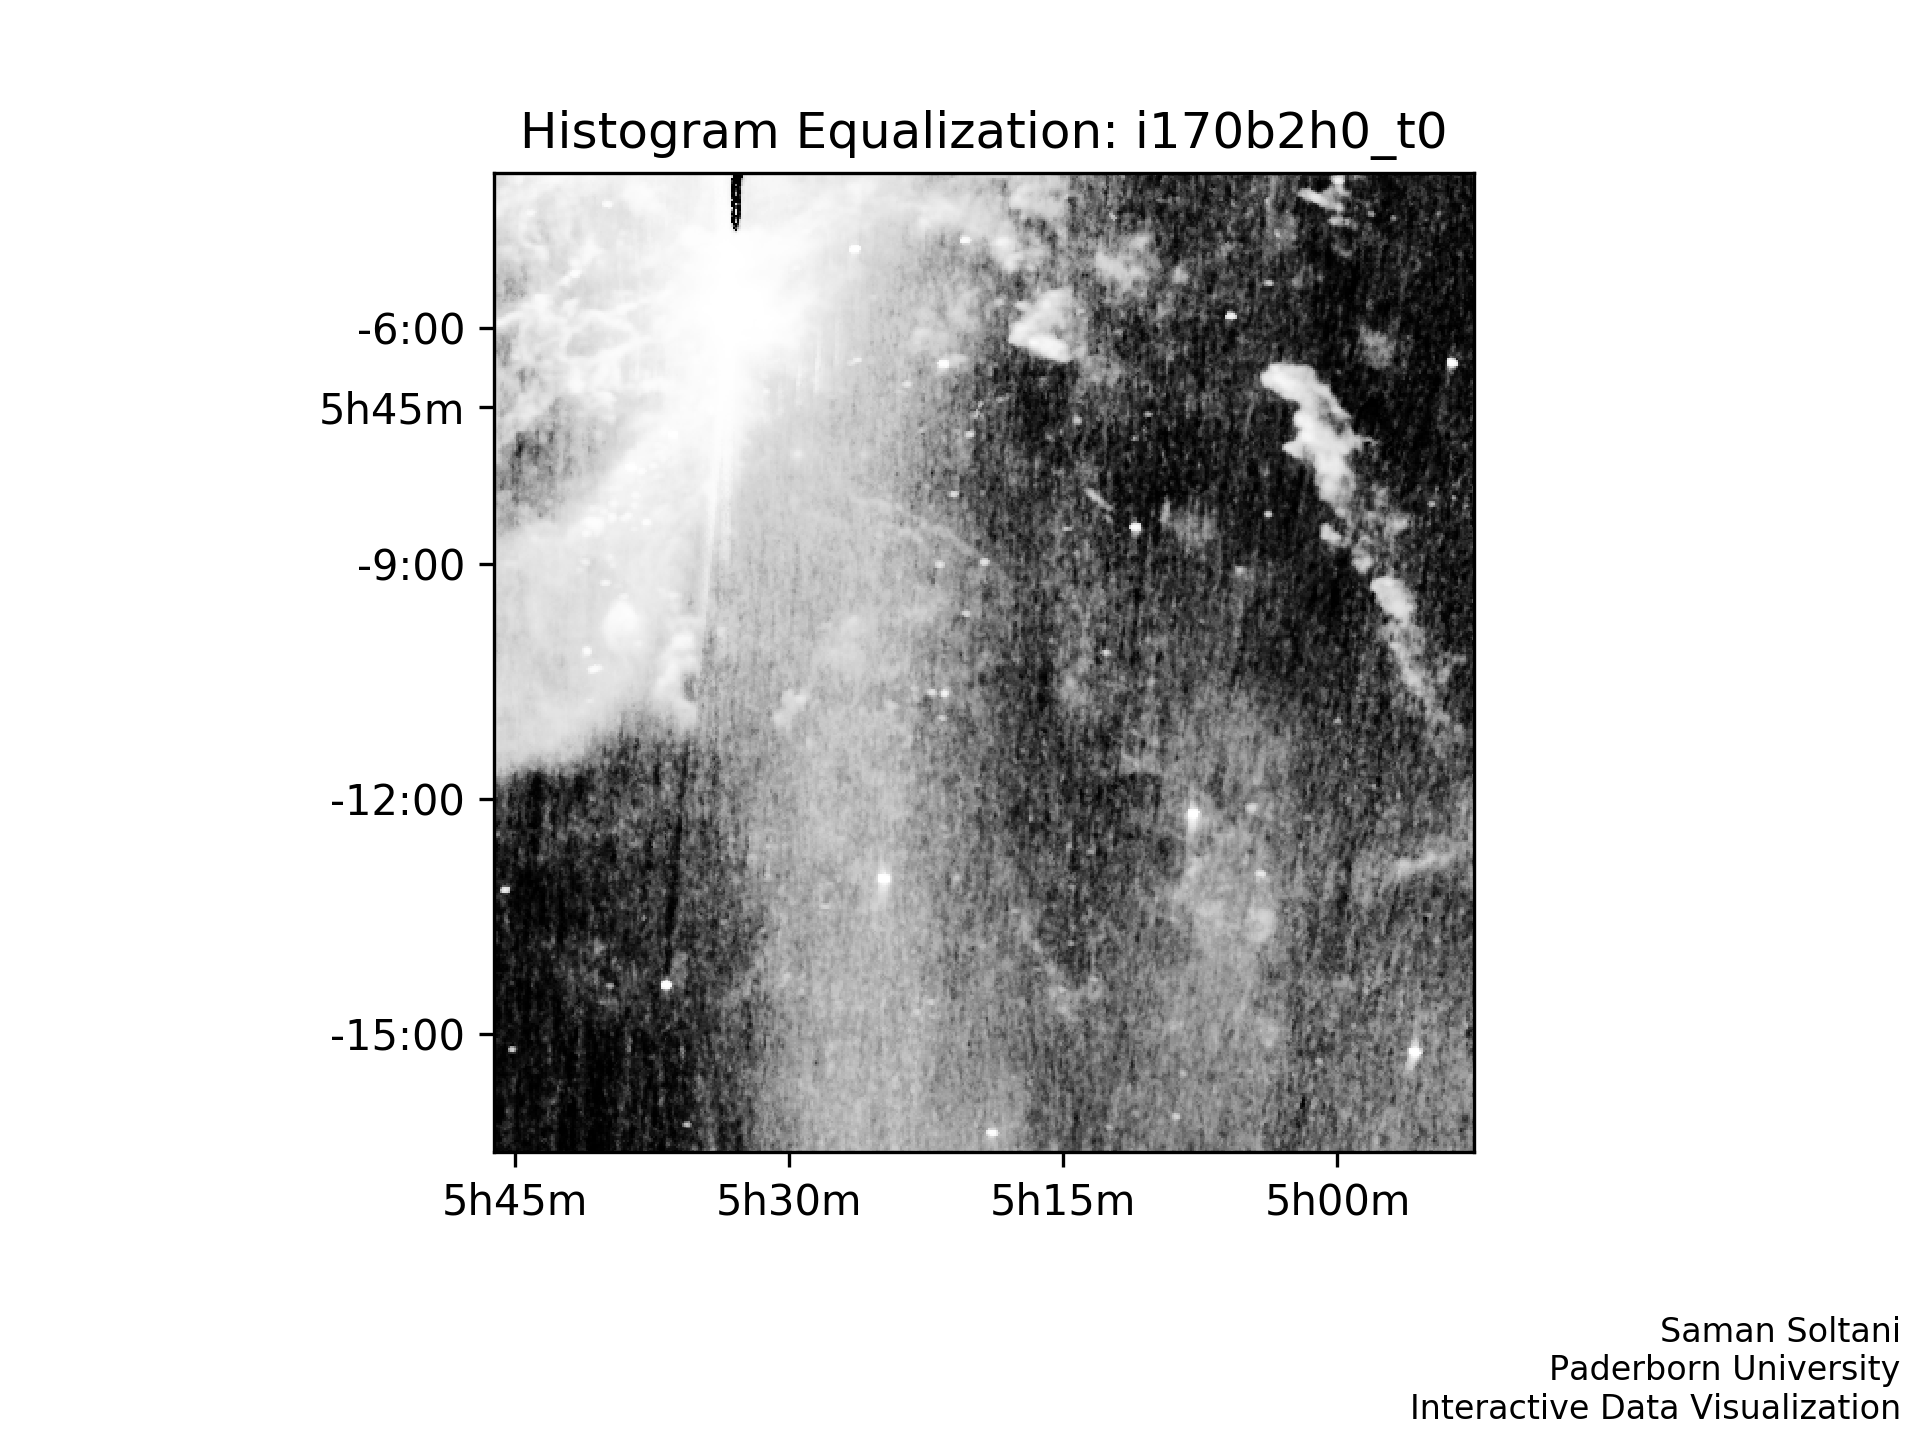 Histogram Equalization: i170b2h0_t0
-6:00
5h45m
-9:00
-12:00
-15:00
5h45m 5h30m 5h15m 5h00m
Saman Soltani
Paderborn University
Interactive Data Visualization